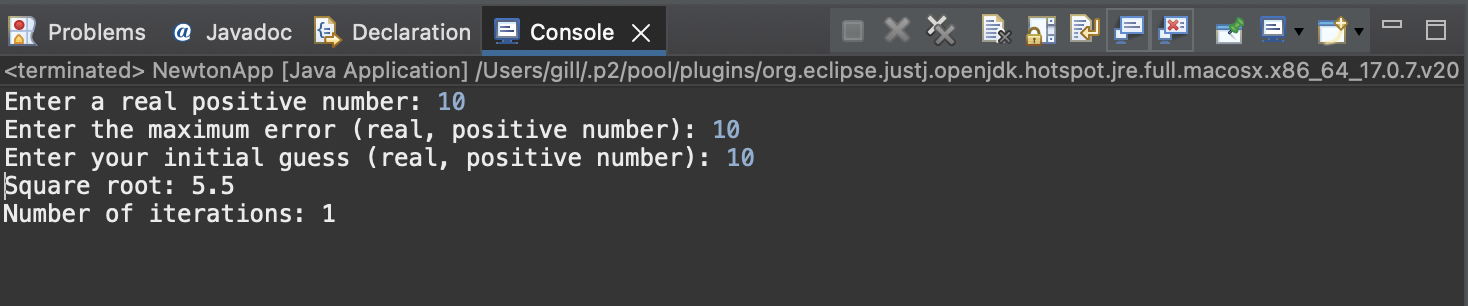 Problems @ Javadoc Declaration Console
<terminated> NewtonApp [Java Application] /Users/gill/.p2/pool/plugins/org.eclipse.justj.openjdk.hotspot.jre.full.macosx.x86_64_17.0.7.v20
Enter a real positive number: 10
Enter the maximum error (real, positive number): 10
Enter your initial guess (real, positive number): 10
Square root: 5.5
Number of iterations: 1